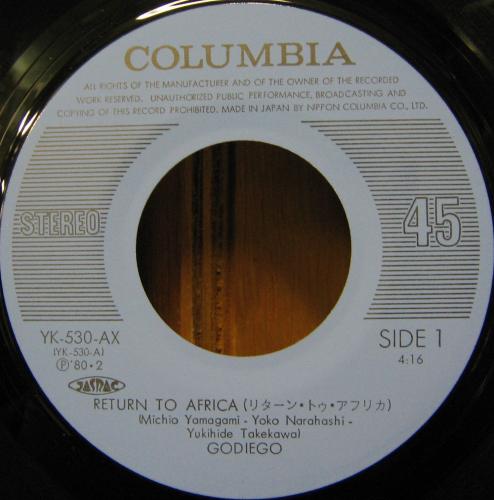 COLUMBIA
ALL RIGHTS OF THE MANUFACTURER AND OF THE OWNER OF THE RECORDED
WORK RESERVED. UNAUTHORIZED PUBLIC PERFORMANCE, BROADCASTING AND
COPYING OF THIS RECORD PROHIBITED. MADE IN JAPAN BY NIPPON COLUMBIA CO., LTD.
STEREO
45
YK-530-AX
(YK-530-A)
Ⓟ'80・2
JASRAC
SIDE 1
4:16
RETURN TO AFRICA (リターン・トゥ・アフリカ)
(Michio Yamagami - Yoko Narahashi -
Yukihide Takekawa)
GODIEGO